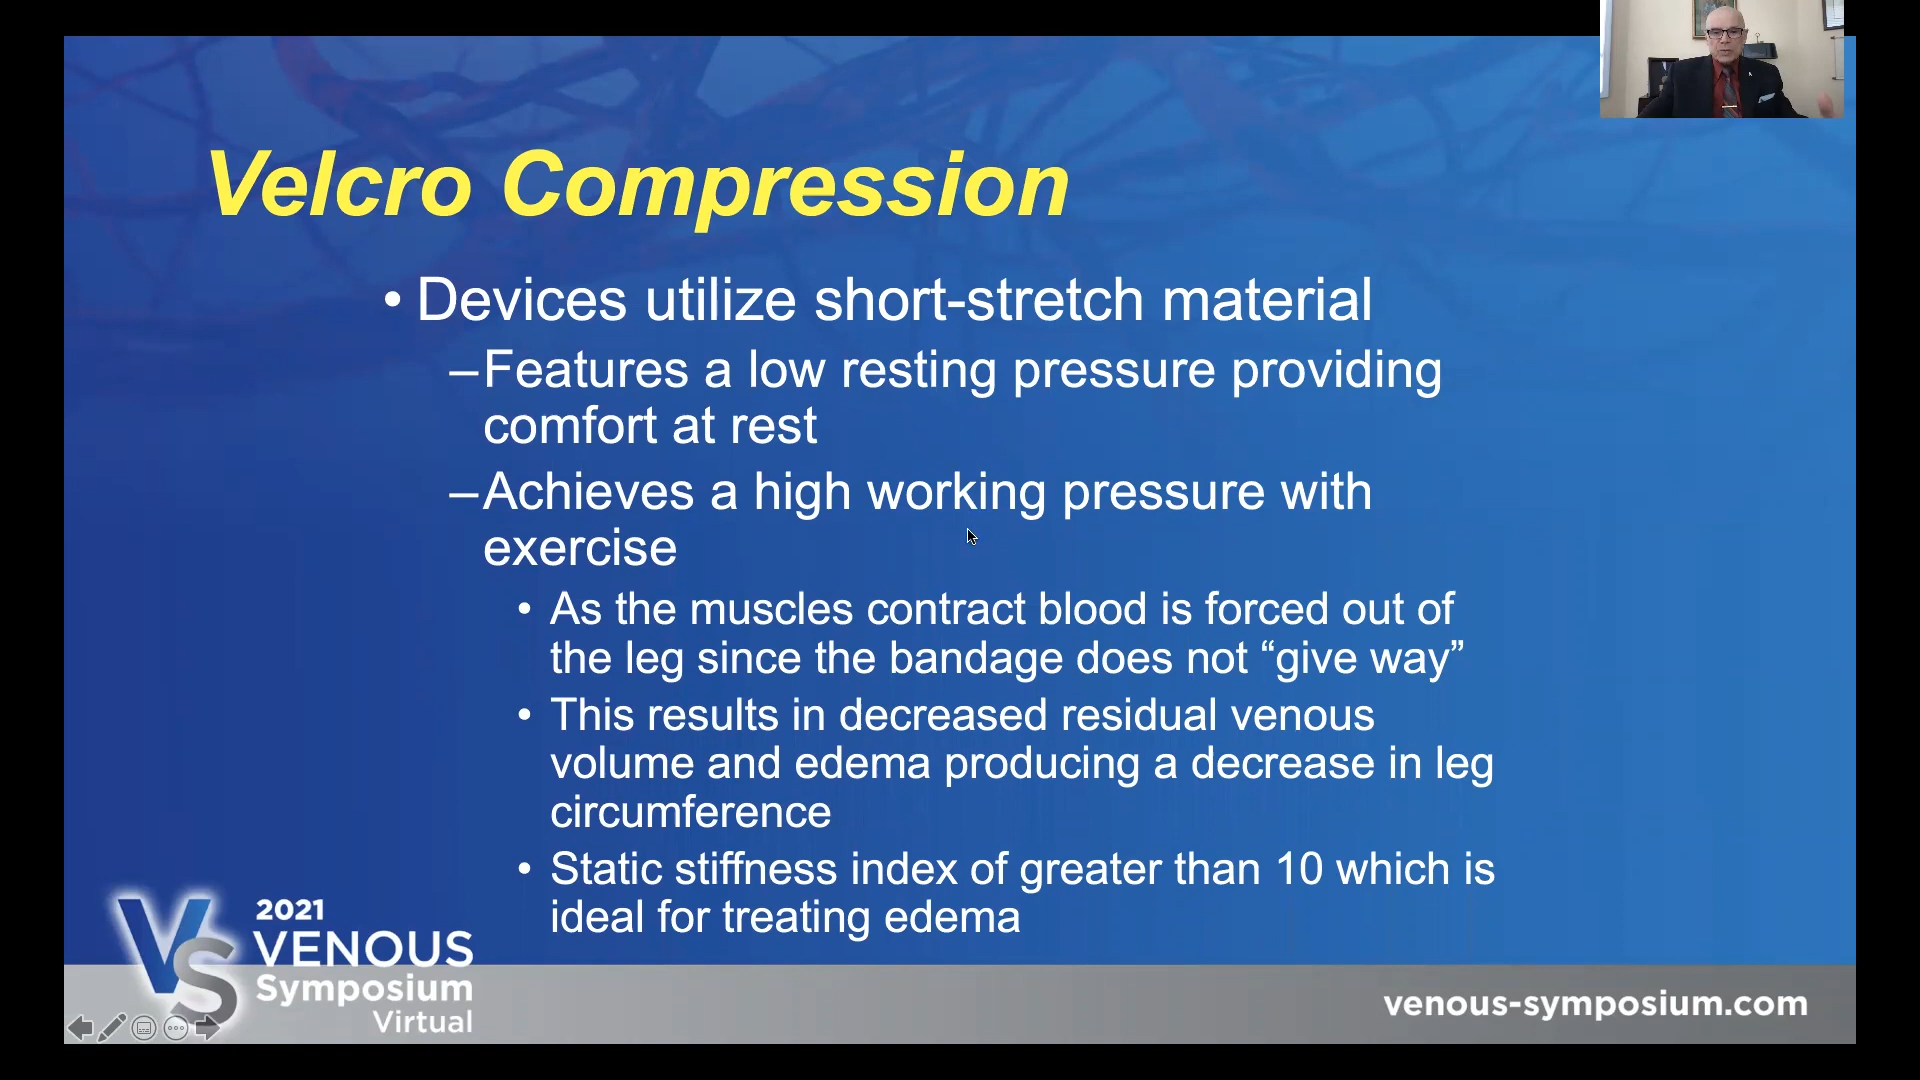 Velcro Compression
• Devices utilize short-stretch material
–Features a low resting pressure providing
comfort at rest
–Achieves a high working pressure with
exercise
• As the muscles contract blood is forced out of
the leg since the bandage does not “give way”
• This results in decreased residual venous
volume and edema producing a decrease in leg
circumference
• Static stiffness index of greater than 10 which is
ideal for treating edema
VS
2021
VENOUS
Symposium
Virtual
venous-symposium.com